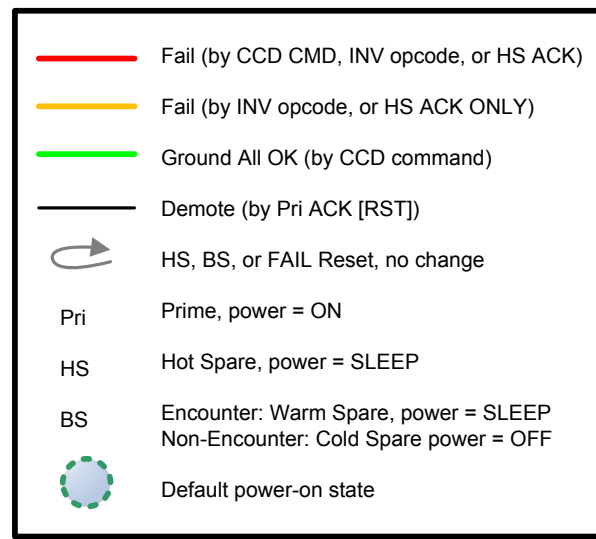 Fail (by CCD CMD, INV opcode, or HS ACK)
Fail (by INV opcode, or HS ACK ONLY)
Ground All OK (by CCD command)
Demote (by Pri ACK [RST])
HS, BS, or FAIL Reset, no change
Pri Prime, power = ON
HS Hot Spare, power = SLEEP
BS Encounter: Warm Spare, power = SLEEP
Non-Encounter: Cold Spare power = OFF
Default power-on state